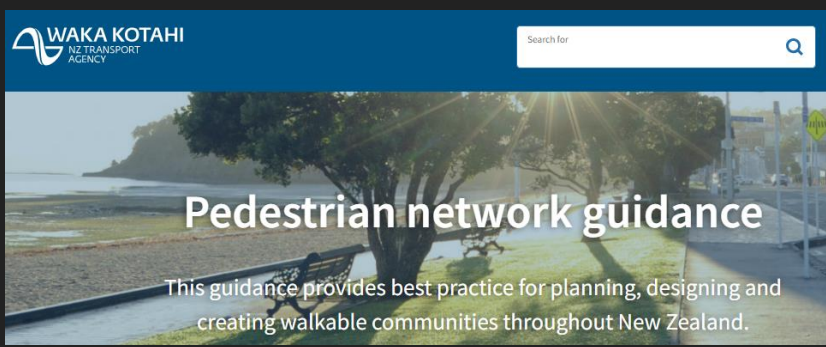 WAKA KOTAHI
NZ TRANSPORT
AGENCY
Search for
Pedestrian network guidance
This guidance provides best practice for planning, designing and
creating walkable communities throughout New Zealand.